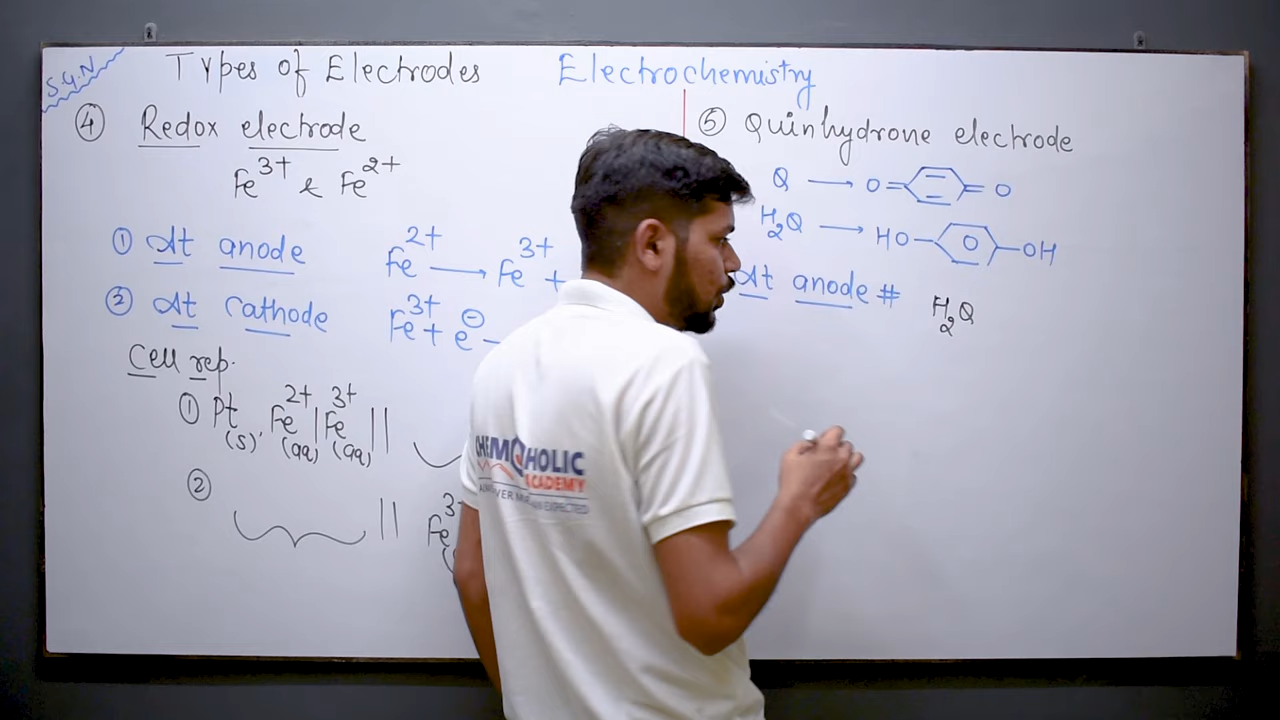 S.G.N
Types of Electrodes
Electrochemistry
④ Redox electrode
Fe³⁺ & Fe²⁺
① At anode Fe²⁺ → Fe³⁺ +
② At Cathode Fe³⁺ + e⊖ –
Cell rep.
① Pt(s), Fe²⁺(aq) | Fe³⁺(aq) ||
② || Fe³⁺
⑤ Quinhydrone electrode
Q → O= =O
H₂Q → HO– O –OH
At anode # H₂Q
HOLIC
ACADEMY